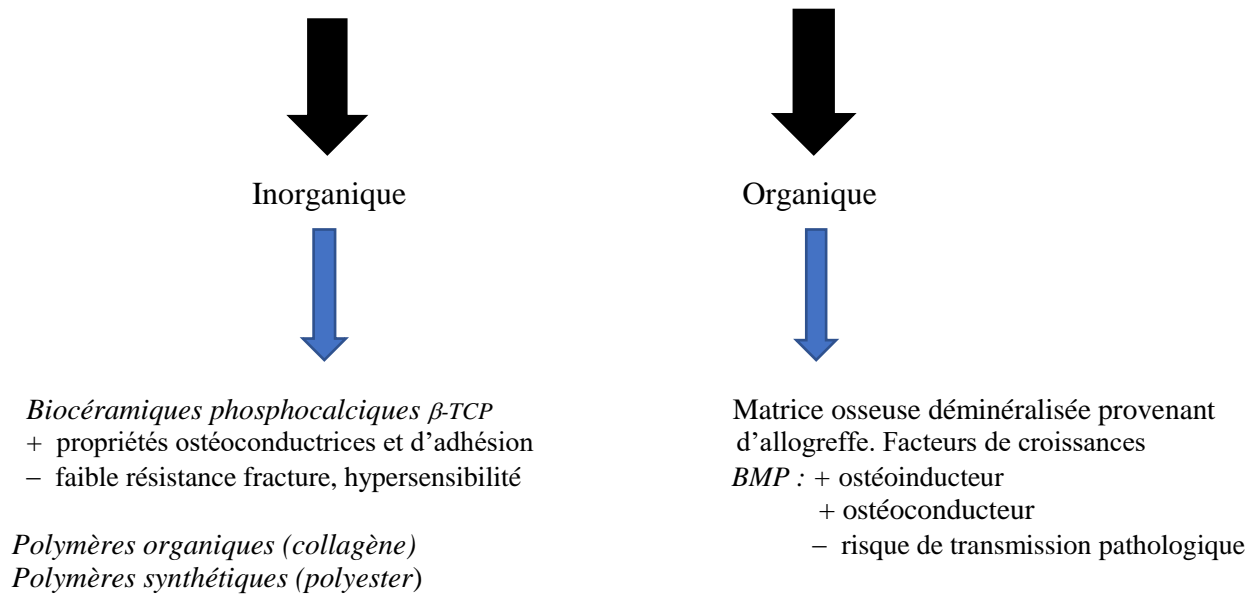 Inorganique
Organique
Biocéramiques phosphocalciques β-TCP
+ propriétés ostéoconductrices et d’adhésion
− faible résistance fracture, hypersensibilité
Polymères organiques (collagène)
Polymères synthétiques (polyester)
Matrice osseuse déminéralisée provenant
d’allogreffe. Facteurs de croissances
BMP : + ostéoinducteur
+ ostéoconducteur
− risque de transmission pathologique